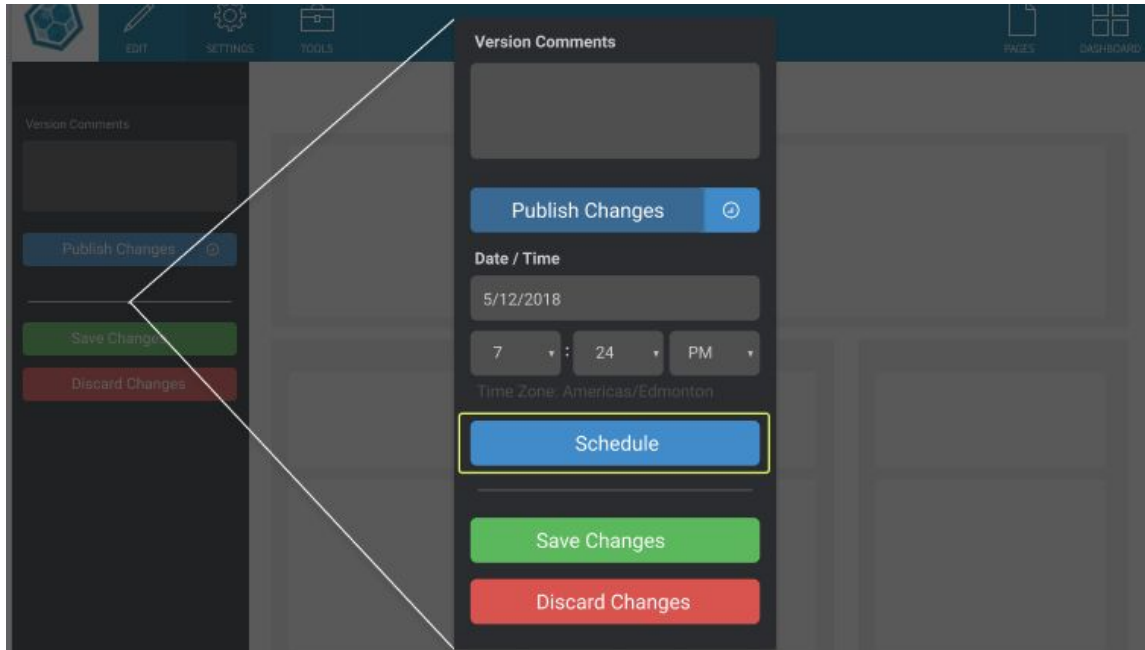 EDIT
SETTINGS
TOOLS
PAGES
DASHBOARD
Version Comments
Publish Changes
Save Changes
Discard Changes
Version Comments
Publish Changes
Date / Time
5/12/2018
7 : 24 PM
Time Zone: Americas/Edmonton
Schedule
Save Changes
Discard Changes